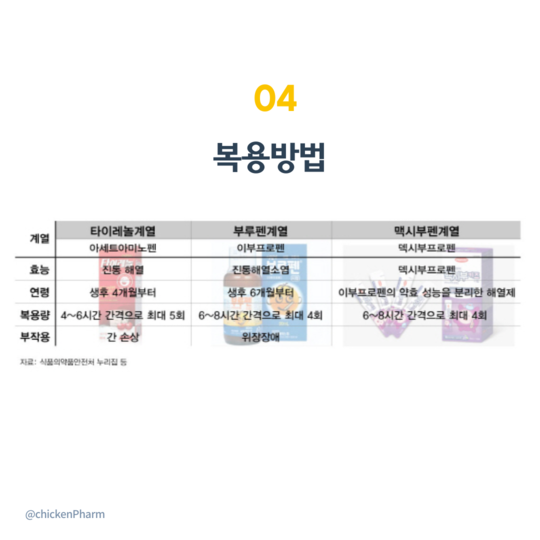 04
복용방법
계열 타이레놀계열 부루펜계열 맥시부펜계열
아세트아미노펜 이부프로펜 덱시부프로펜
효능 진통 해열 진통해열소염 덱시부프로펜
연령 생후 4개월부터 생후 6개월부터 이부프로펜의 약효 성능을 분리한 해열제
복용량 4~6시간 간격으로 최대 5회 6~8시간 간격으로 최대 4회 6~8시간 간격으로 최대 4회
부작용 간 손상 위장장애
자료: 식품의약품안전처 누리집 등
@chickenPharm